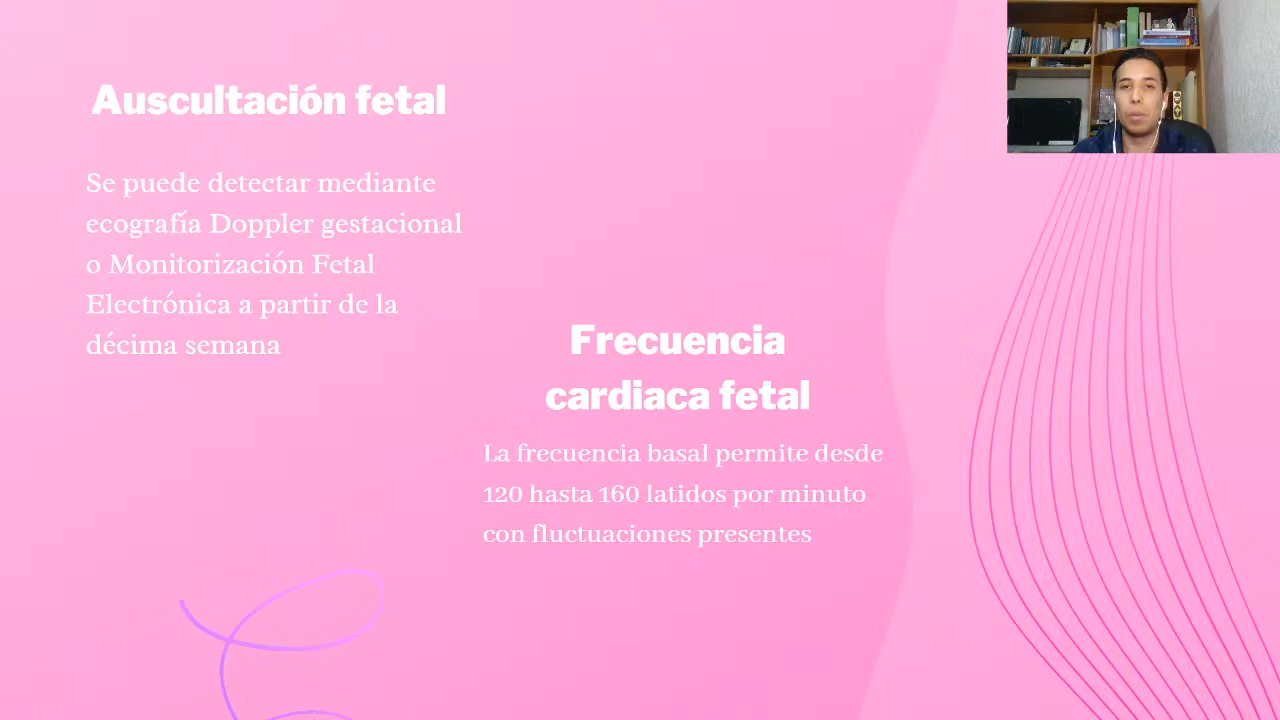 Auscultación fetal
Se puede detectar mediante
ecografía Doppler gestacional
o Monitorización Fetal
Electrónica a partir de la
décima semana
Frecuencia
cardiaca fetal
La frecuencia basal permite desde
120 hasta 160 latidos por minuto
con fluctuaciones presentes